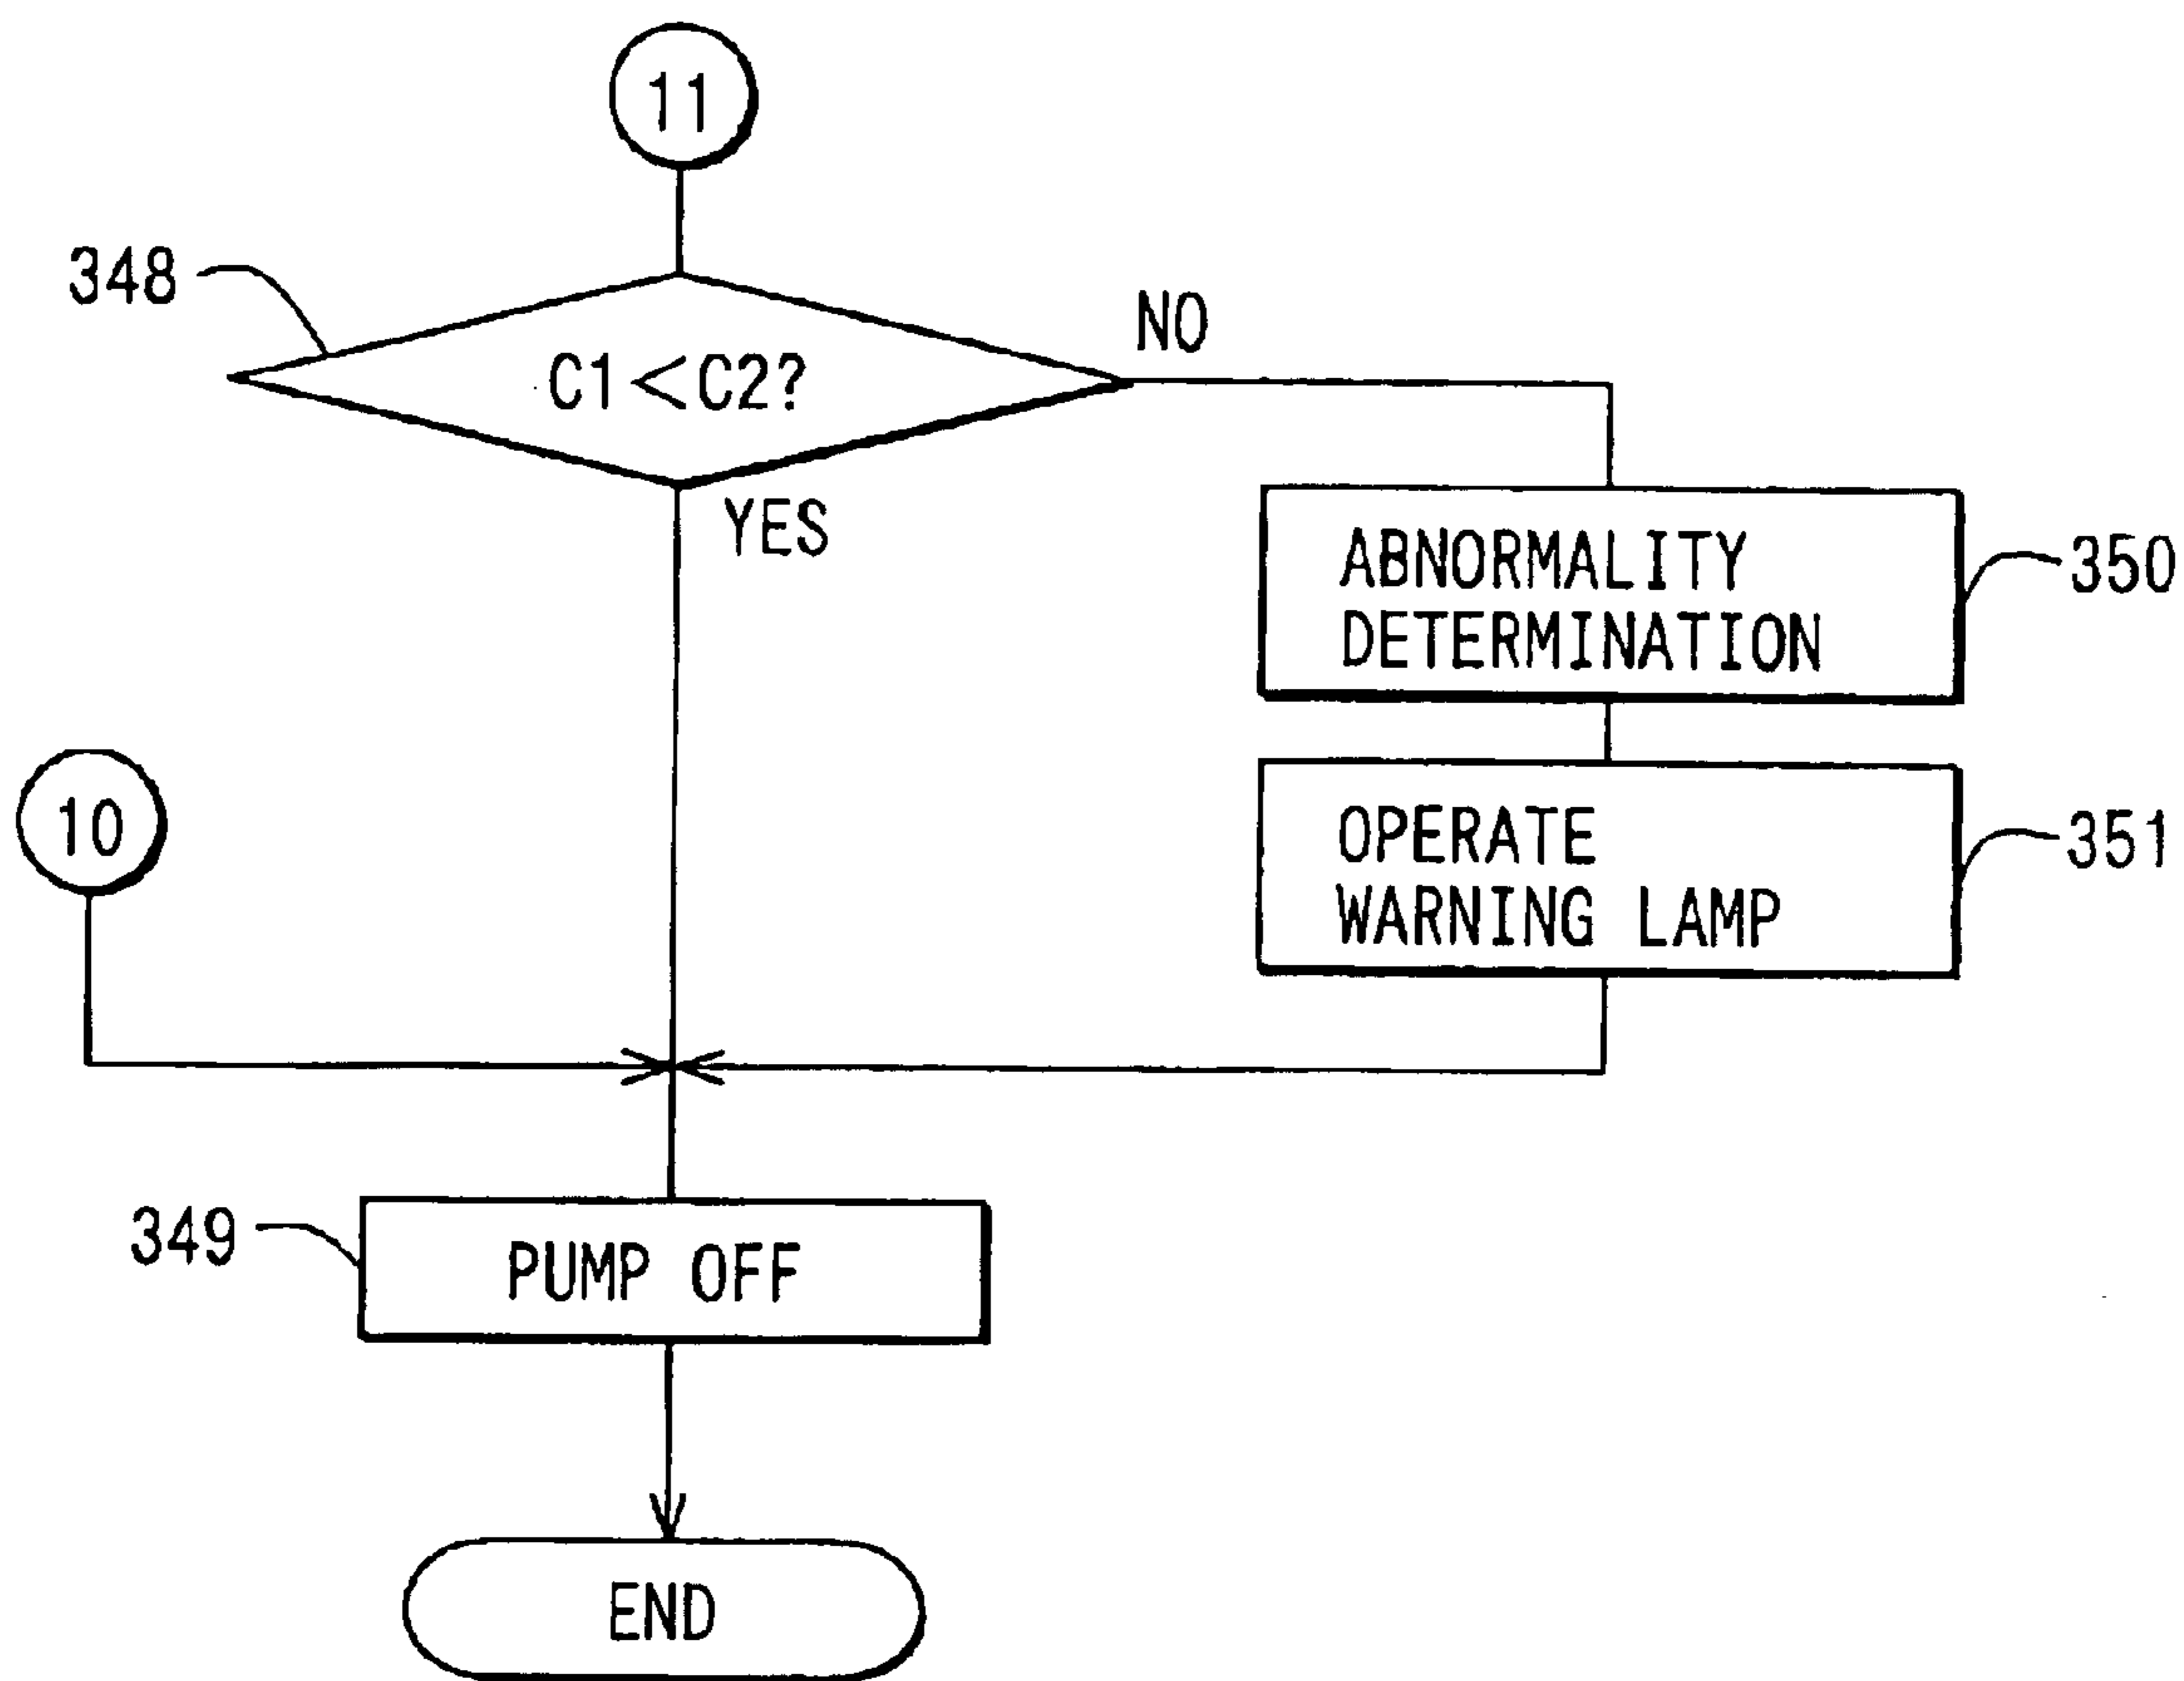 11
348
C1<C2?
NO
YES
ABNORMALITY
DETERMINATION
350
10
OPERATE
WARNING LAMP
351
349
PUMP OFF
END